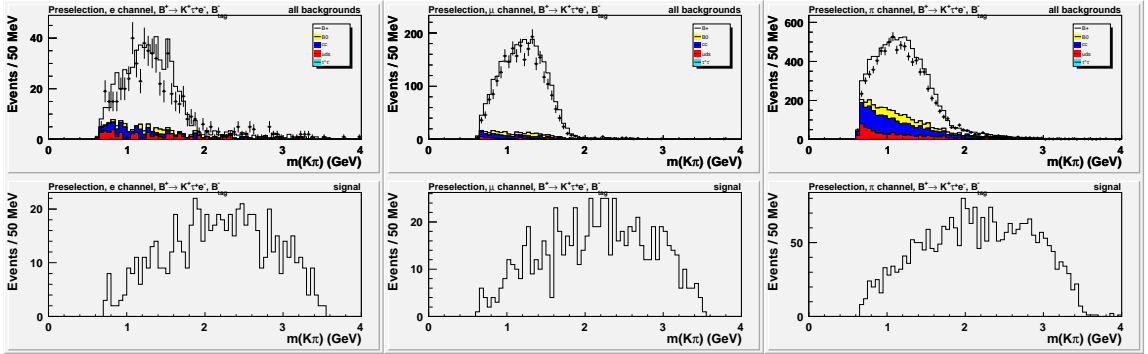 Preselection, e channel, B⁺→ K⁺τ⁺e⁻, B⁻tag all backgrounds
Events / 50 MeV
40
20
0
B+
B0
cc
uds
τ⁺τ⁻
0 1 2 3 4
m(Kπ) (GeV)
Preselection, μ channel, B⁺→ K⁺τ⁺e⁻, B⁻tag all backgrounds
Events / 50 MeV
200
100
0
B+
B0
cc
uds
τ⁺τ⁻
0 1 2 3 4
m(Kπ) (GeV)
Preselection, π channel, B⁺→ K⁺τ⁺e⁻, B⁻tag all backgrounds
Events / 50 MeV
600
400
200
0
B+
B0
cc
uds
τ⁺τ⁻
0 1 2 3 4
m(Kπ) (GeV)
Preselection, e channel, B⁺→ K⁺τ⁺e⁻, B⁻tag signal
Events / 50 MeV
20
10
0
0 1 2 3 4
m(Kπ) (GeV)
Preselection, μ channel, B⁺→ K⁺τ⁺e⁻, B⁻tag signal
Events / 50 MeV
20
10
0
0 1 2 3 4
m(Kπ) (GeV)
Preselection, π channel, B⁺→ K⁺τ⁺e⁻, B⁻tag signal
Events / 50 MeV
50
0
0 1 2 3 4
m(Kπ) (GeV)